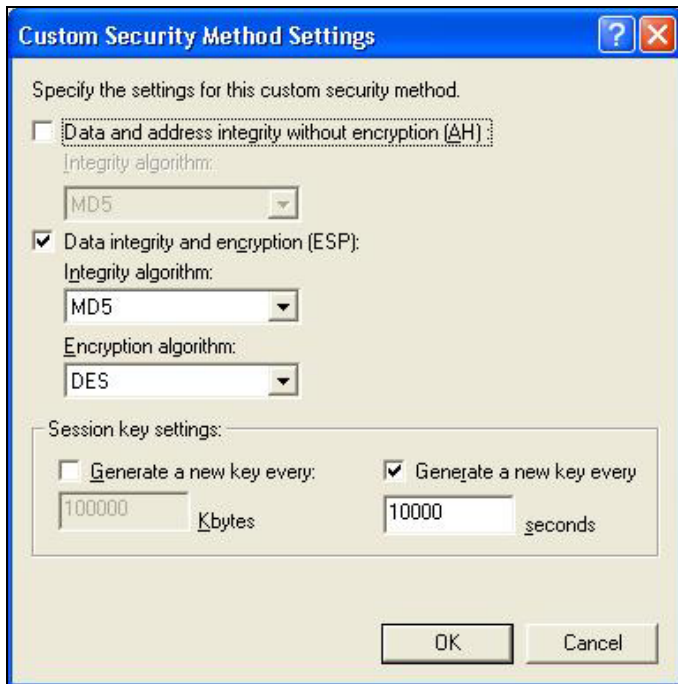 Custom Security Method Settings
Specify the settings for this custom security method.
Data and address integrity without encryption (AH) :
Integrity algorithm:
MD5
Data integrity and encryption (ESP):
Integrity algorithm:
MD5
Encryption algorithm:
DES
Session key settings:
Generate a new key every: Generate a new key every
100000 Kbytes 10000 seconds
OK Cancel